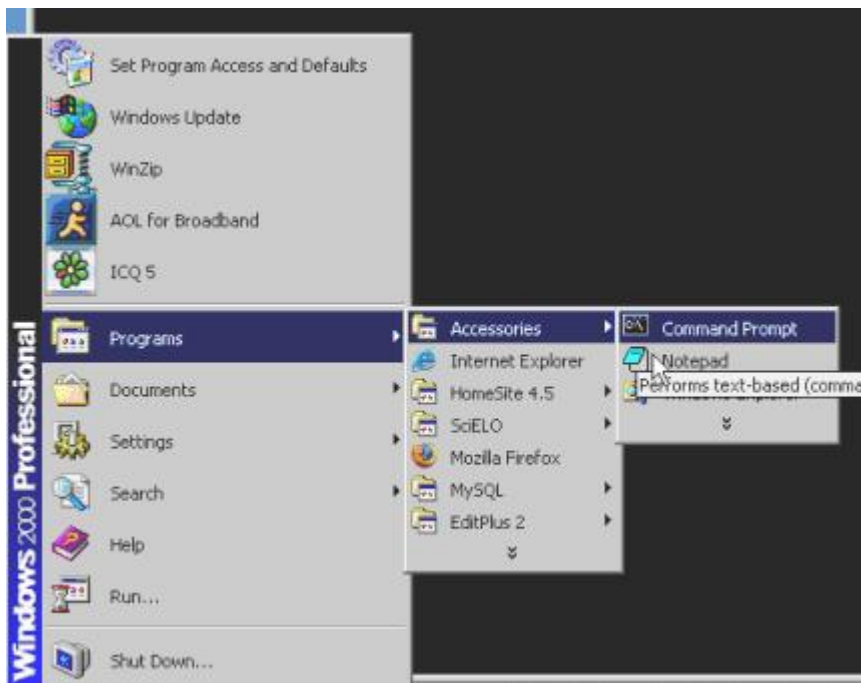 Set Program Access and Defaults
Windows Update
WinZip
AOL for Broadband
ICQ 5
Programs
Documents
Settings
Search
Help
Run...
Shut Down...
Windows 2000 Professional
Accessories
Internet Explorer
HomeSite 4.5
SciELO
Mozilla Firefox
MySQL
EditPlus 2
Command Prompt
Notepad
Performs text-based (comma